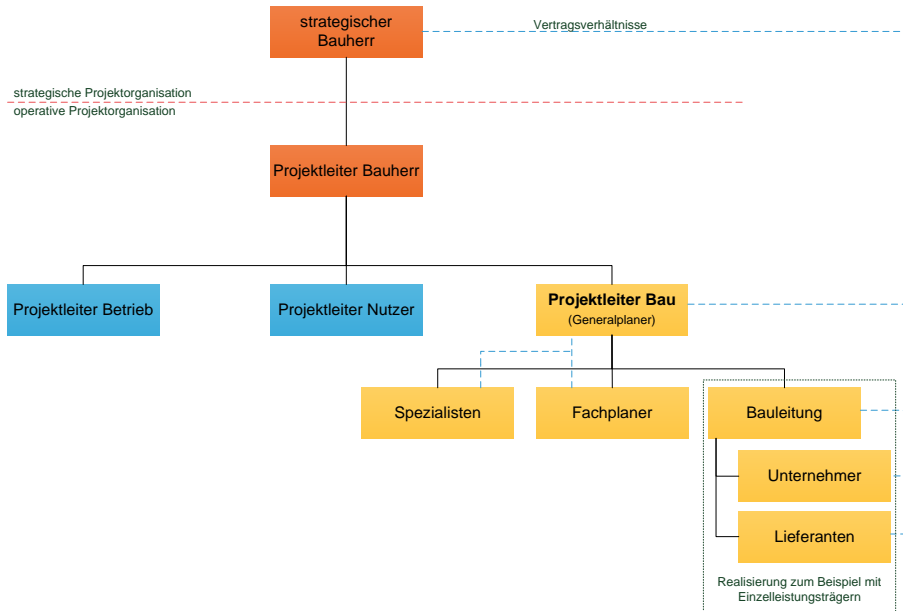 strategischer
Bauherr
Vertragsverhältnisse
strategische Projektorganisation
operative Projektorganisation
Projektleiter Bauherr
Projektleiter Betrieb
Projektleiter Nutzer
Projektleiter Bau
(Generalplaner)
Spezialisten
Fachplaner
Bauleitung
Unternehmer
Lieferanten
Realisierung zum Beispiel mit
Einzelleistungsträgern